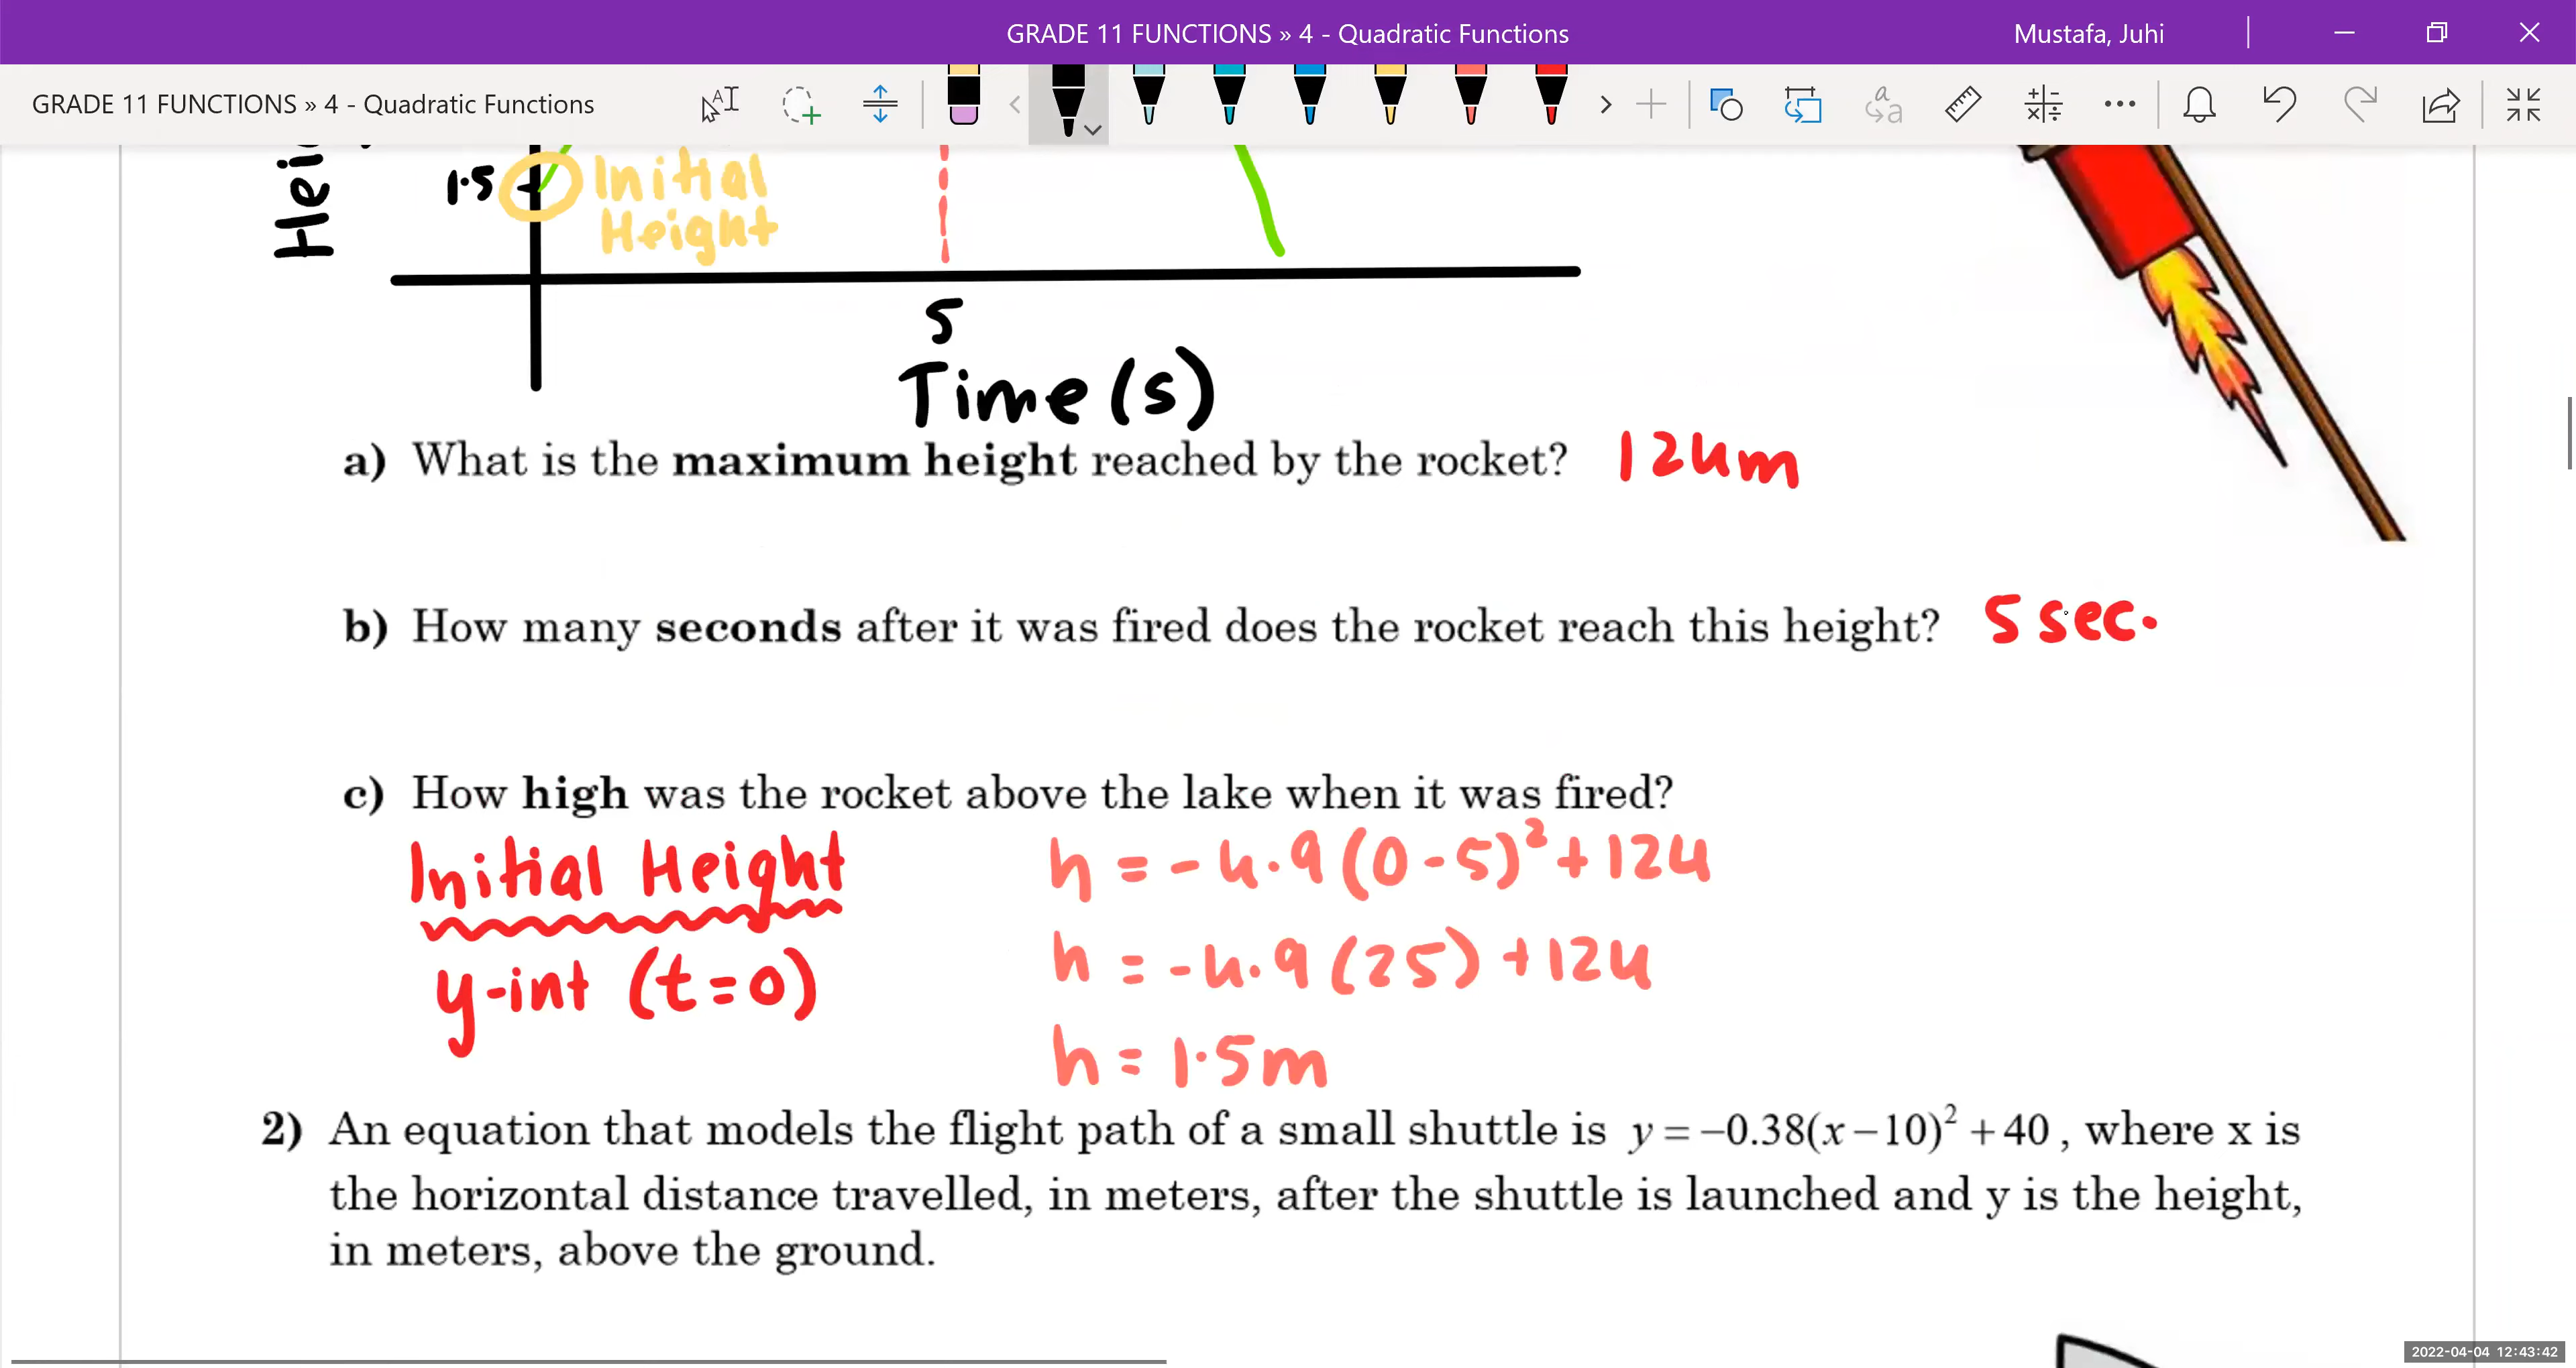 GRADE 11 FUNCTIONS » 4 - Quadratic Functions
Mustafa, Juhi
GRADE 11 FUNCTIONS » 4 - Quadratic Functions
1.5
Initial
Height
5
Time (s)
a) What is the maximum height reached by the rocket? 124m
b) How many seconds after it was fired does the rocket reach this height? 5 sec.
c) How high was the rocket above the lake when it was fired?
Initial Height
y-int (t=0)
h = -4.9(0-5)² + 124
h = -4.9(25) + 124
h = 1.5m
2) An equation that models the flight path of a small shuttle is y = −0.38(x − 10)² + 40 , where x is
the horizontal distance travelled, in meters, after the shuttle is launched and y is the height,
in meters, above the ground.
2022-04-04 12:43:42